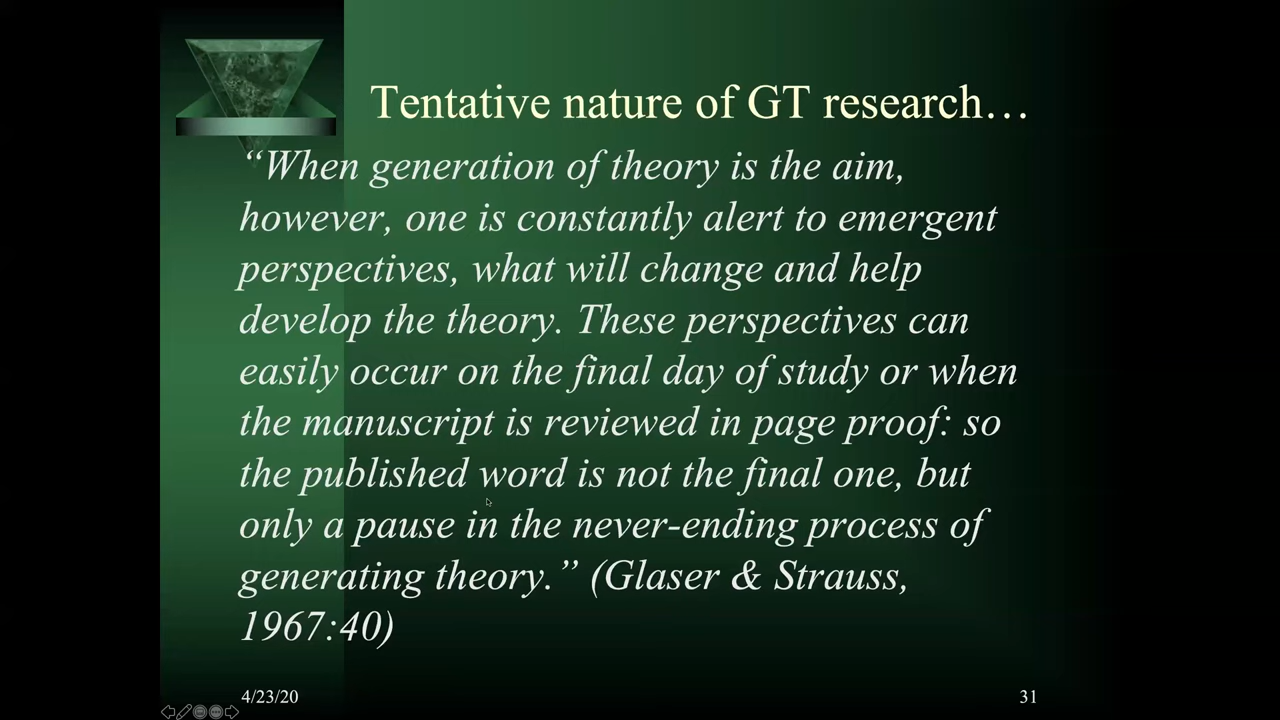 Tentative nature of GT research…
“When generation of theory is the aim,
however, one is constantly alert to emergent
perspectives, what will change and help
develop the theory. These perspectives can
easily occur on the final day of study or when
the manuscript is reviewed in page proof: so
the published word is not the final one, but
only a pause in the never-ending process of
generating theory.” (Glaser & Strauss,
1967:40)
4/23/20
31